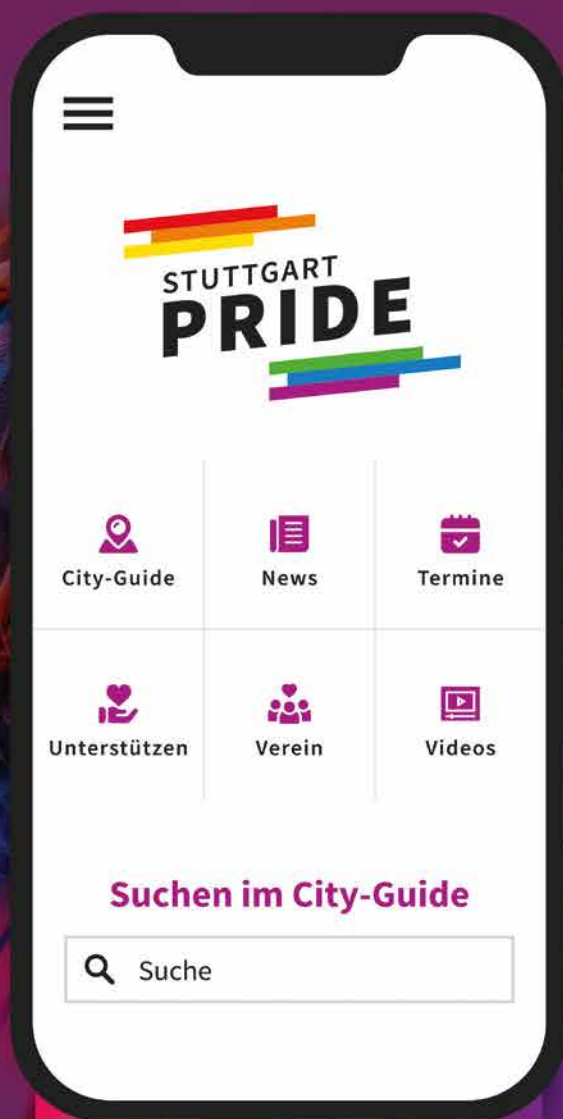 STUTTGART
PRIDE
City-Guide
News
Termine
Unterstützen
Verein
Videos
Suchen im City-Guide
Suche